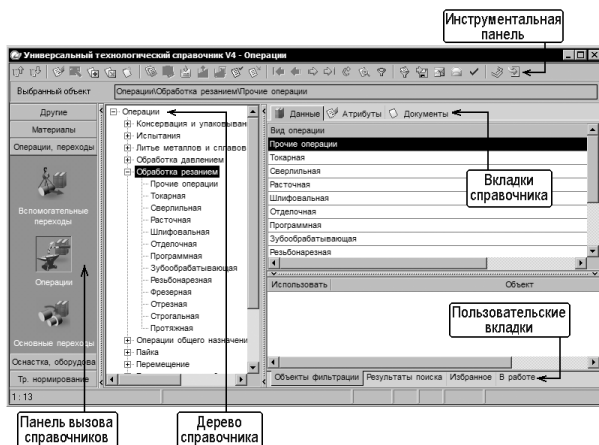 Инструментальная
панель
Универсальный технологический справочник V4 - Операции
Выбранный объект
Операции\Обработка резанием\Прочие операции
Другие
Материалы
Операции, переходы
Вспомогательные
переходы
Операции
Основные переходы
Оснастка, оборудова
Тр. нормирование
Операции
Консервация и упаковыван
Испытания
Литье металлов и сплавов
Обработка давлением
Обработка резанием
Прочие операции
Токарная
Сверлильная
Расточная
Шлифовальная
Отделочная
Программная
Зубообрабатывающая
Резьбонарезная
Фрезерная
Отрезная
Строгальная
Протяжная
Операции общего назначени
Пайка
Перемещение
Данные Атрибуты Документы
Вид операции
Прочие операции
Токарная
Сверлильная
Расточная
Шлифовальная
Отделочная
Программная
Зубообрабатывающая
Резьбонарезная
Вкладки
справочника
Использовать Объект
Пользовательские
вкладки
Объекты фильтрации Результаты поиска Избранное В работе
1 : 13
Панель вызова
справочников
Дерево
справочника